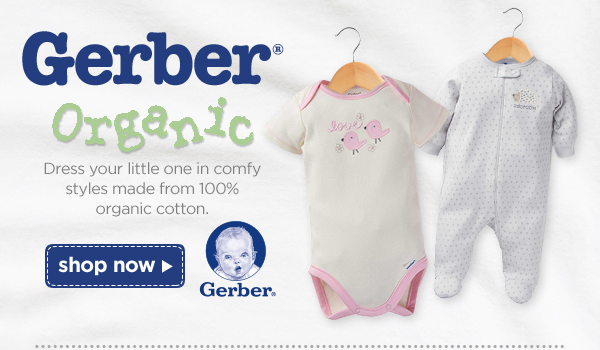 Gerber®
Organic
Dress your little one in comfy
styles made from 100%
organic cotton.
shop now
Gerber®
love